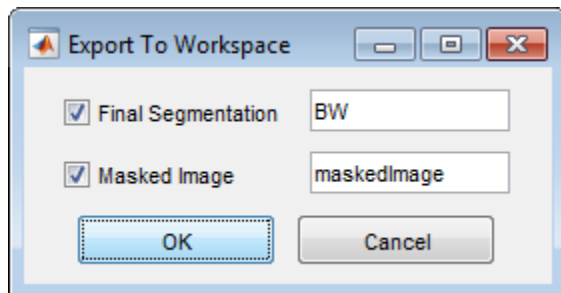 Export To Workspace
Final Segmentation BW
Masked Image maskedImage
OK Cancel